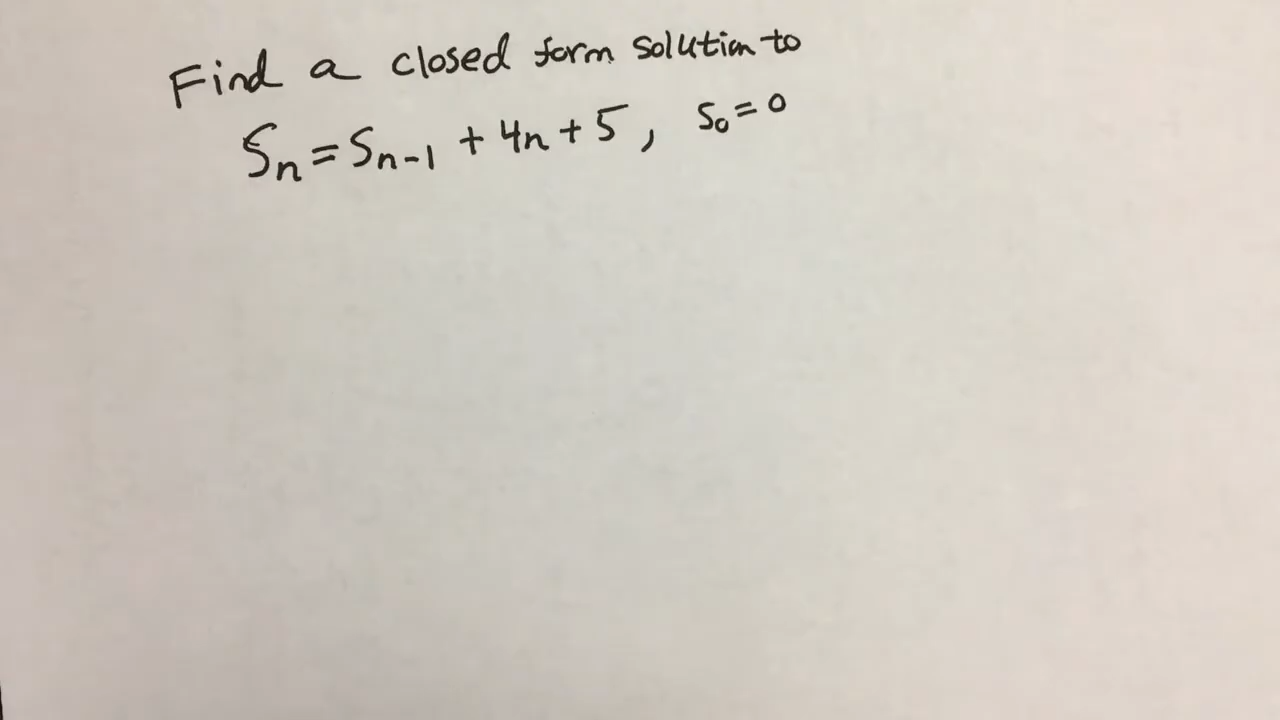 Find a closed form solution to
Sn = Sn-1 + 4n + 5, S0 = 0